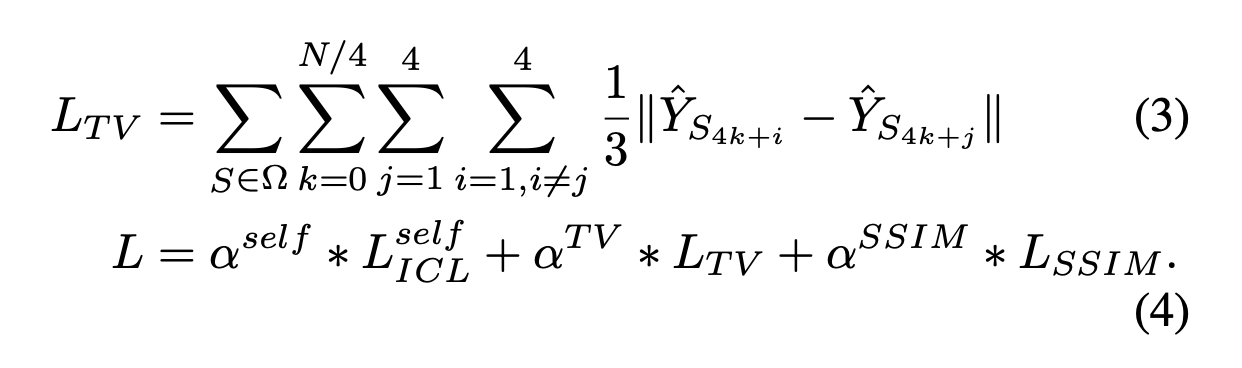 L_{TV} = \sum_{S \in \Omega} \sum_{k=0}^{N/4} \sum_{j=1}^{4} \sum_{i=1, i \neq j}^{4} \frac{1}{3} \| \hat{Y}_{S_{4k+i}} - \hat{Y}_{S_{4k+j}} \| (3)
L = \alpha^{self} * L_{ICL}^{self} + \alpha^{TV} * L_{TV} + \alpha^{SSIM} * L_{SSIM}.
(4)